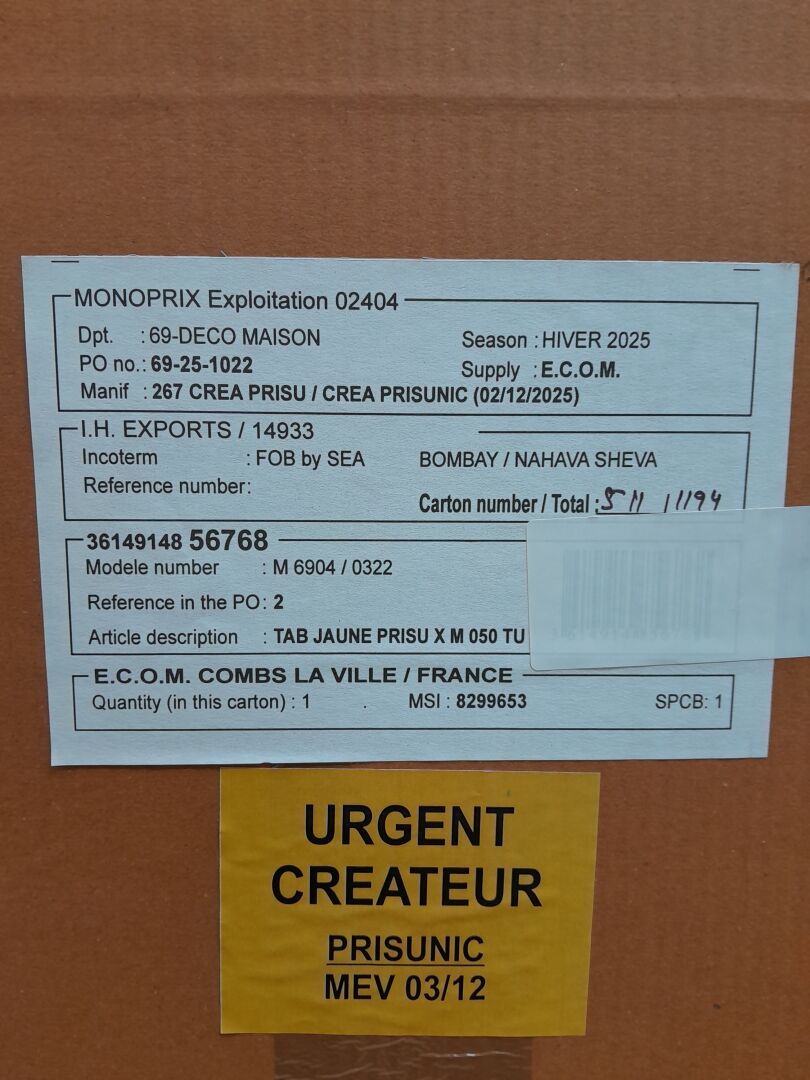 MONOPRIX Exploitation 02404
Dpt. : 69-DECO MAISON Season : HIVER 2025
PO no.: 69-25-1022 Supply : E.C.O.M.
Manif : 267 CREA PRISU / CREA PRISUNIC (02/12/2025)
I.H. EXPORTS / 14933
Incoterm : FOB by SEA BOMBAY / NAHAVA SHEVA
Reference number:
Carton number / Total : 511 / 1194
36149148 56768
Modele number : M 6904 / 0322
Reference in the PO: 2
Article description : TAB JAUNE PRISU X M 050 TU
E.C.O.M. COMBS LA VILLE / FRANCE
Quantity (in this carton) : 1 MSI : 8299653 SPCB: 1
URGENT
CREATEUR
PRISUNIC
MEV 03/12